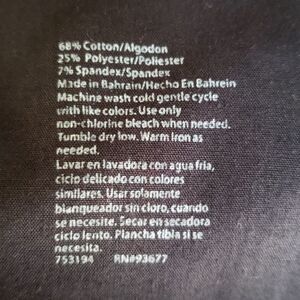 68% Cotton/Algodon
25% Polyester/Poliester
7% Spandex/Spandex
Made in Bahrain/Hecho En Bahrein
Machine wash cold gentle cycle
with like colors. Use only
non-chlorine bleach when needed.
Tumble dry low. Warm Iron as
needed.
Lavar en lavadora con agua fria,
ciclo delicado con colores
similares. Usar solamente
blanqueador sin cloro, cuando
se necesite. Secar en secadora
ciclo lento. Plancha tibia si se
necesita.
753194 RN#93677